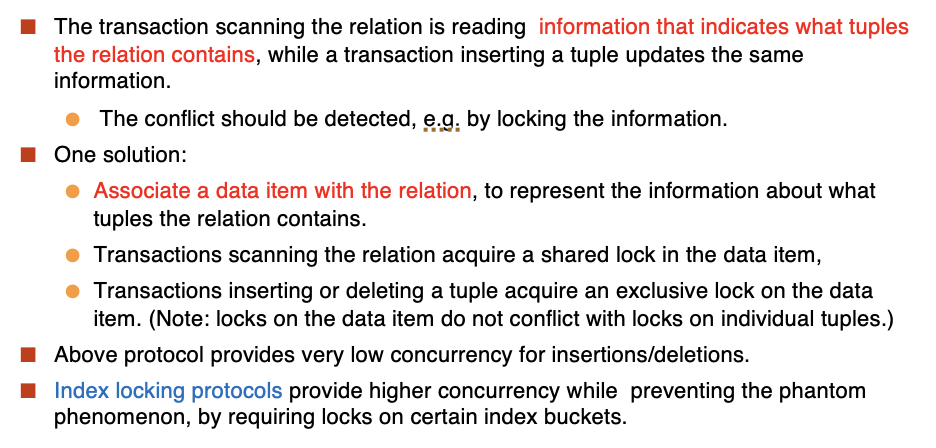 The transaction scanning the relation is reading  information that indicates what tuples
the relation contains, while a transaction inserting a tuple updates the same
information.
The conflict should be detected, e.g. by locking the information.
One solution:
Associate a data item with the relation, to represent the information about what
tuples the relation contains.
Transactions scanning the relation acquire a shared lock in the data item,
Transactions inserting or deleting a tuple acquire an exclusive lock on the data
item. (Note: locks on the data item do not conflict with locks on individual tuples.)
Above protocol provides very low concurrency for insertions/deletions.
Index locking protocols provide higher concurrency while  preventing the phantom
phenomenon, by requiring locks on certain index buckets.